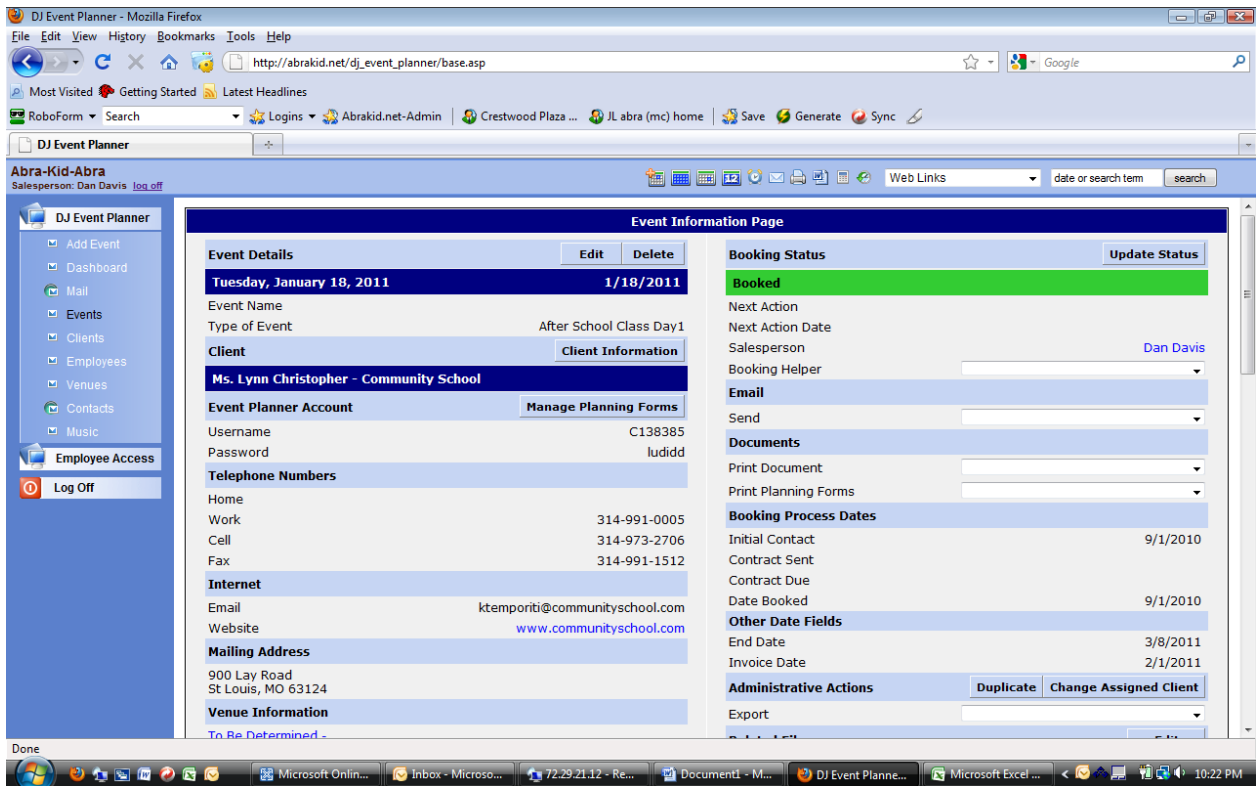 DJ Event Planner - Mozilla Firefox
File Edit View History Bookmarks Tools Help
http://abrakid.net/dj_event_planner/base.asp
Google
Most Visited Getting Started Latest Headlines
RoboForm Search Logins Abrakid.net-Admin Crestwood Plaza ... JL abra (mc) home Save Generate Sync
DJ Event Planner
Abra-Kid-Abra
Salesperson: Dan Davis log off
12 Web Links date or search term search
DJ Event Planner
Add Event
Dashboard
Mail
Events
Clients
Employees
Venues
Contacts
Music
Employee Access
Log Off
Event Information Page
Event Details Edit Delete
Tuesday, January 18, 2011 1/18/2011
Event Name
Type of Event After School Class Day1
Client Client Information
Ms. Lynn Christopher - Community School
Event Planner Account Manage Planning Forms
Username C138385
Password ludidd
Telephone Numbers
Home
Work 314-991-0005
Cell 314-973-2706
Fax 314-991-1512
Internet
Email ktemporiti@communityschool.com
Website www.communityschool.com
Mailing Address
900 Lay Road
St Louis, MO 63124
Venue Information
To Be Determined -
Booking Status Update Status
Booked
Next Action
Next Action Date
Salesperson Dan Davis
Booking Helper
Email
Send
Documents
Print Document
Print Planning Forms
Booking Process Dates
Initial Contact 9/1/2010
Contract Sent
Contract Due
Date Booked 9/1/2010
Other Date Fields
End Date 3/8/2011
Invoice Date 2/1/2011
Administrative Actions Duplicate Change Assigned Client
Export
Done
Microsoft Onlin... Inbox - Microso... 72.29.21.12 - Re... Document1 - M... DJ Event Planne... Microsoft Excel ... 10:22 PM